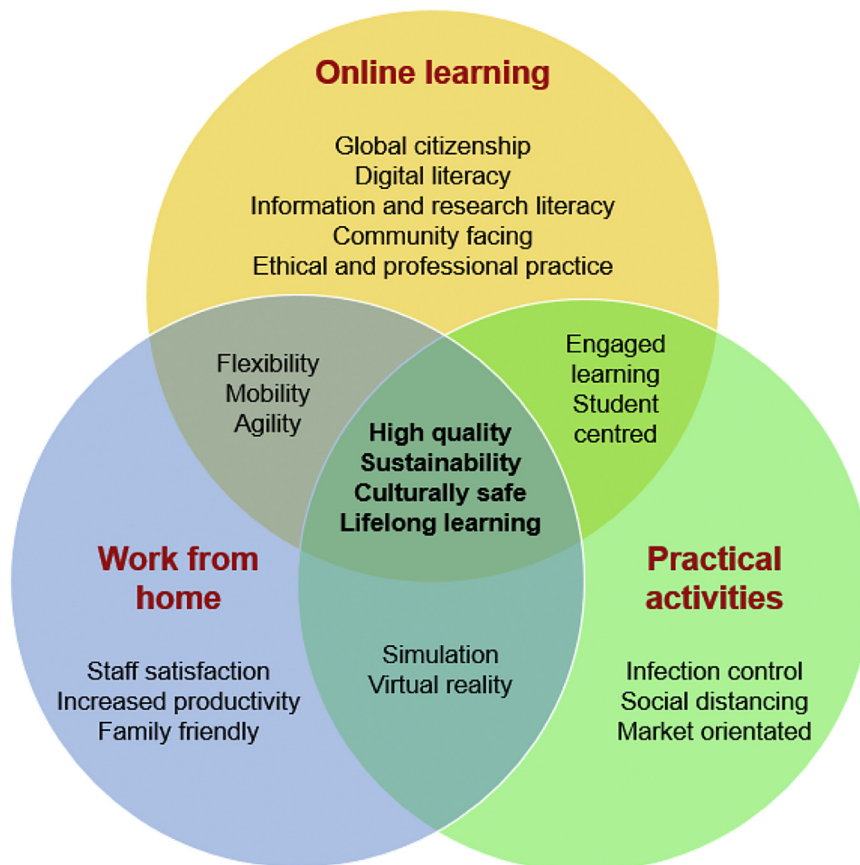 Online learning
Global citizenship
Digital literacy
Information and research literacy
Community facing
Ethical and professional practice
Flexibility
Mobility
Agility
Engaged
learning
Student
centred
High quality
Sustainability
Culturally safe
Lifelong learning
Work from
home
Staff satisfaction
Increased productivity
Family friendly
Simulation
Virtual reality
Practical
activities
Infection control
Social distancing
Market orientated